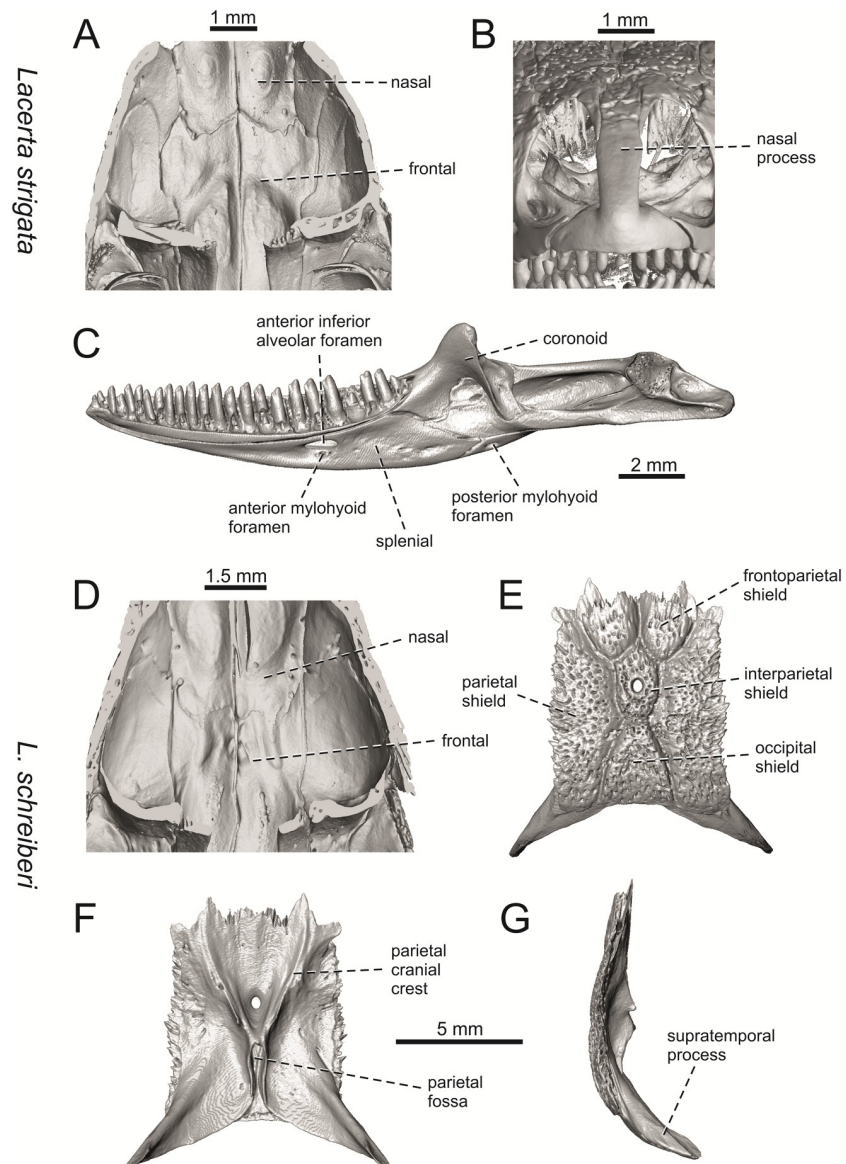 Lacerta strigata
A
1 mm
nasal
frontal
B
1 mm
nasal
process
C
anterior inferior
alveolar foramen
coronoid
2 mm
anterior mylohyoid
foramen
splenial
posterior mylohyoid
foramen
L. schreiberi
D
1.5 mm
nasal
frontal
E
frontoparietal
shield
parietal
shield
interparietal
shield
occipital
shield
F
parietal
cranial
crest
5 mm
parietal
fossa
G
supratemporal
process